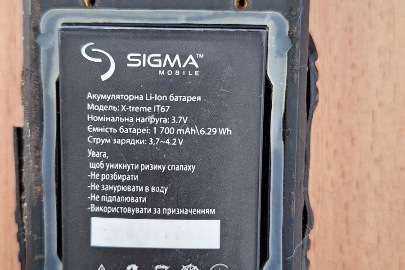 SIGMA™
MOBILE
Акумуляторна Li-Ion батарея
Модель: X-treme IT67
Номінальна напруга: 3.7V
Ємність батареї: 1 700 mAh\6.29 Wh
Струм зарядки: 3,7~4.2V
Увага,
щоб уникнути ризику спалаху
-Не розбирати
-Не занурювати в воду
-Не підпалювати
-Використовувати за призначенням